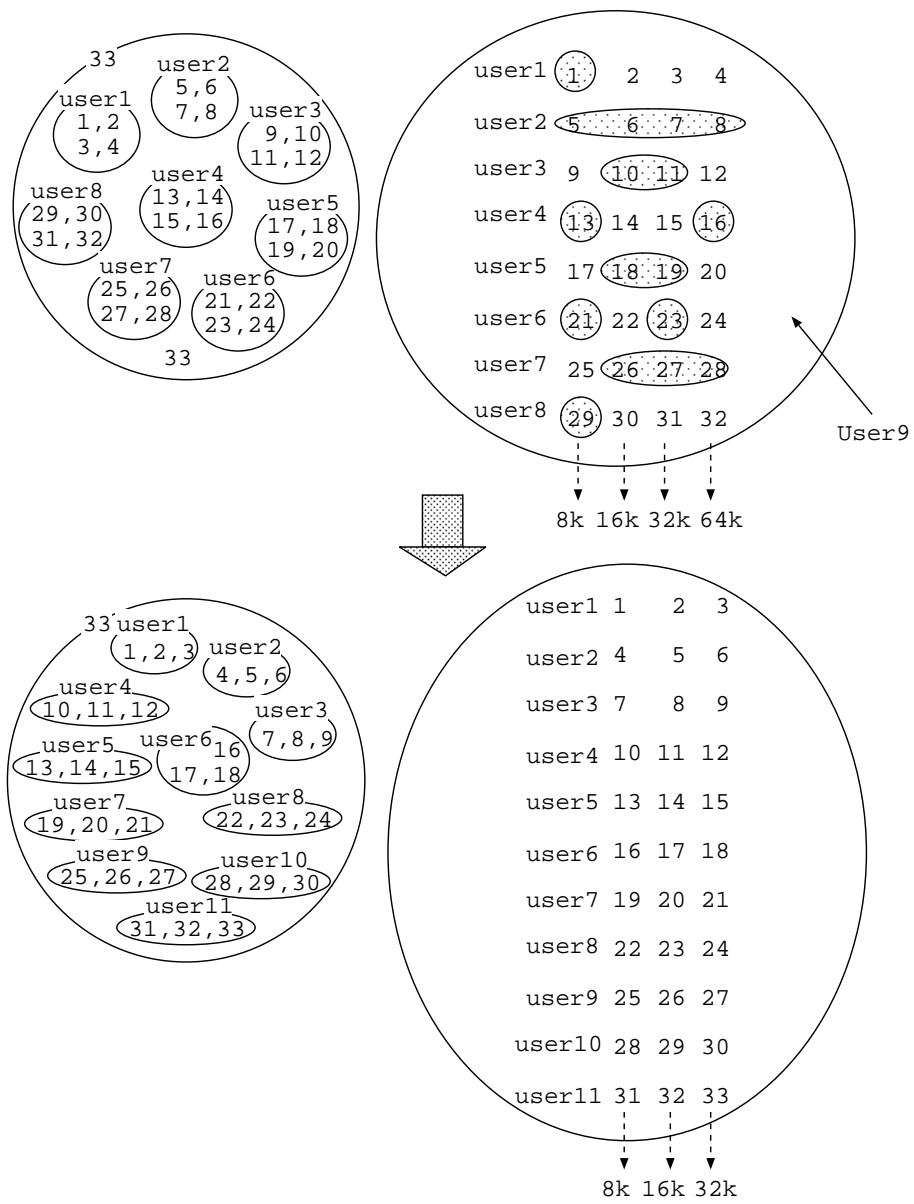 33
user1
1,2
3,4
user2
5,6
7,8
user3
9,10
11,12
user4
13,14
15,16
user8
29,30
31,32
user5
17,18
19,20
user7
25,26
27,28
user6
21,22
23,24
33
user1 1 2 3 4
user2 5 6 7 8
user3 9 10 11 12
user4 13 14 15 16
user5 17 18 19 20
user6 21 22 23 24
user7 25 26 27 28
user8 29 30 31 32
User9
8k 16k 32k 64k
33
user1
1,2,3
user2
4,5,6
user4
10,11,12
user3
7,8,9
user5
13,14,15
user6
16
17,18
user7
19,20,21
user8
22,23,24
user9
25,26,27
user10
28,29,30
user11
31,32,33
user1 1 2 3
user2 4 5 6
user3 7 8 9
user4 10 11 12
user5 13 14 15
user6 16 17 18
user7 19 20 21
user8 22 23 24
user9 25 26 27
user10 28 29 30
user11 31 32 33
8k 16k 32k